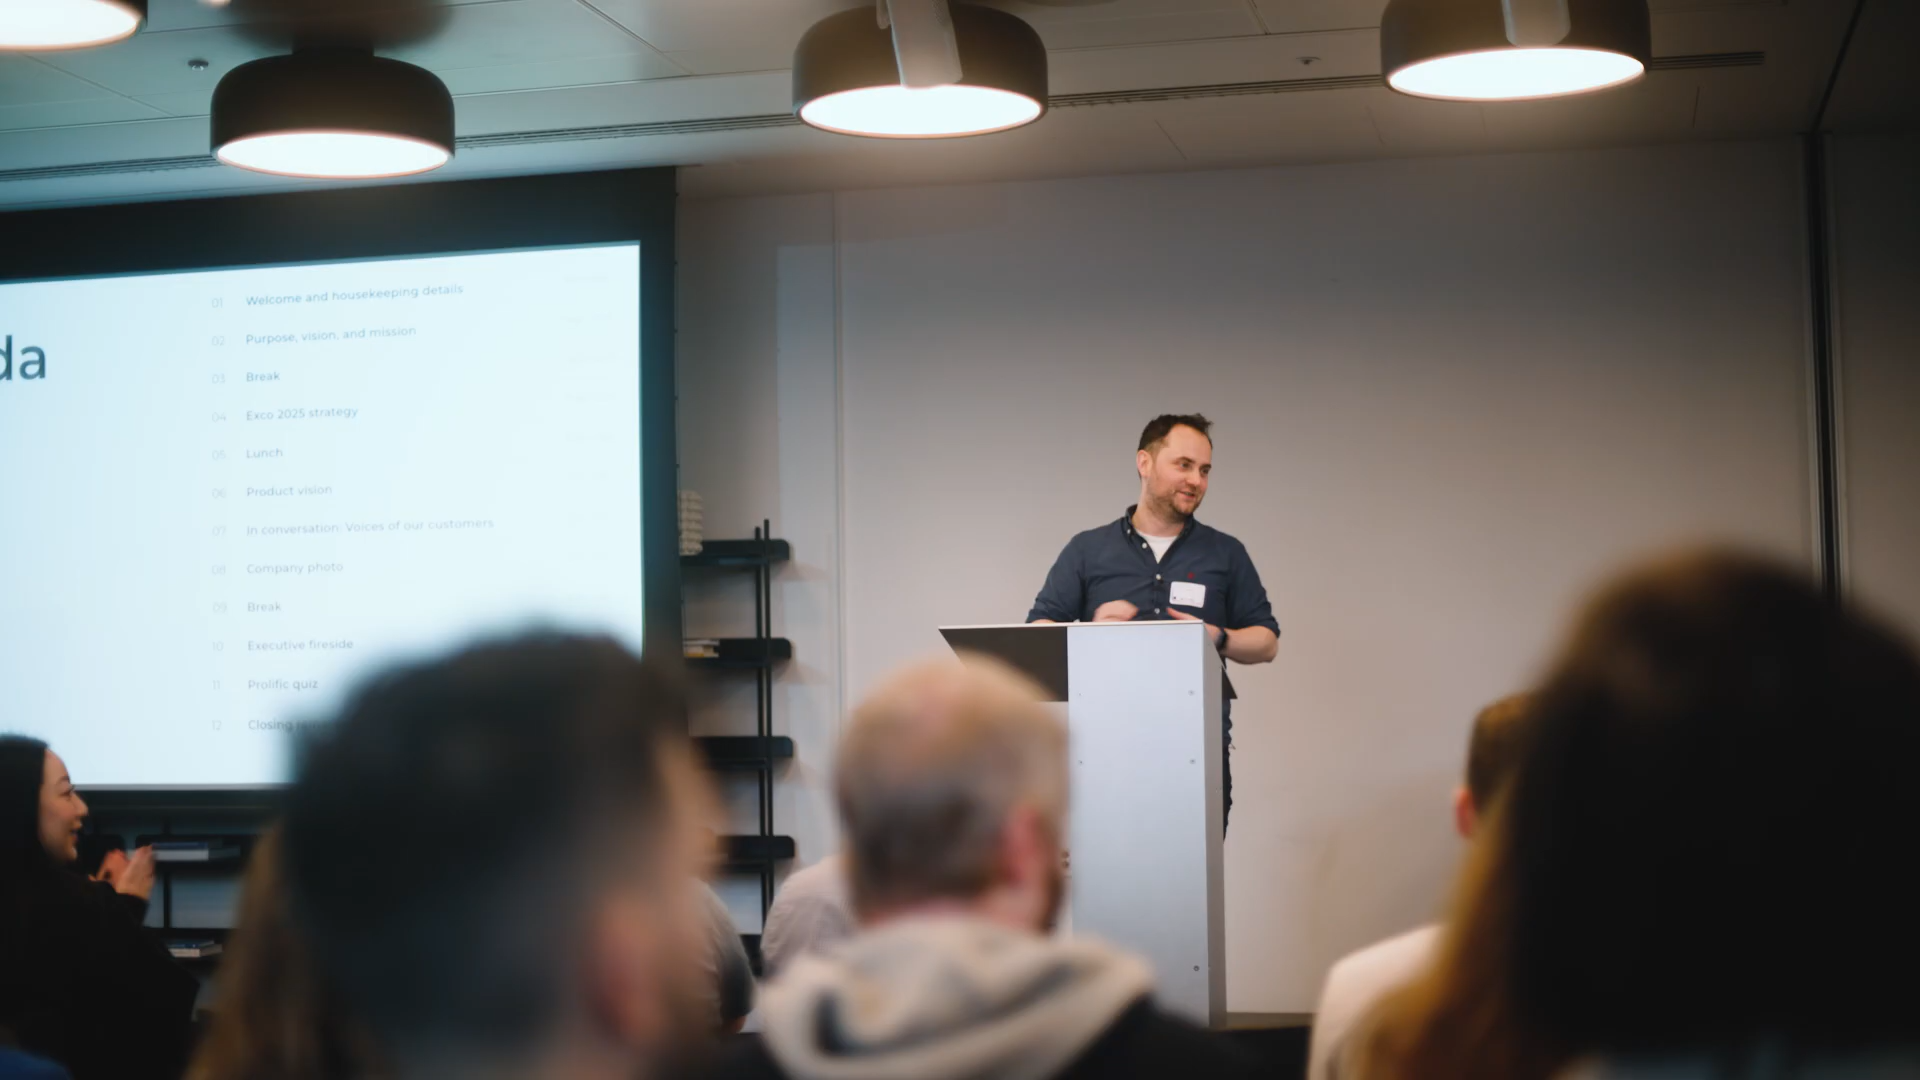 da
01 Welcome and housekeeping details
02 Purpose, vision, and mission
03 Break
04 Exco 2025 strategy
05 Lunch
06 Product vision
07 In conversation: Voices of our customers
08 Company photo
09 Break
10 Executive fireside
11 Prolific quiz
12 Closing